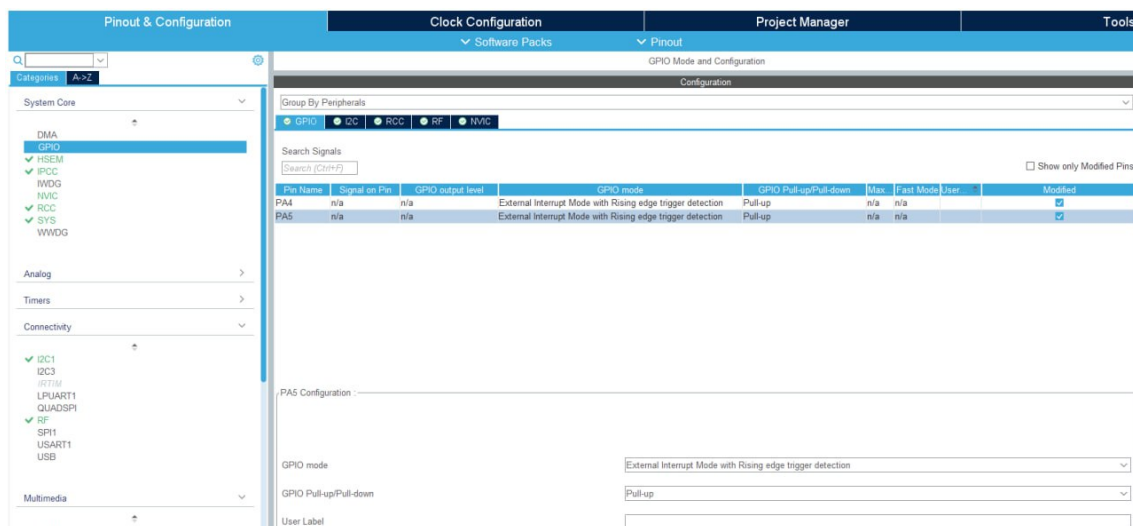 Pinout & Configuration
Clock Configuration
Project Manager
Tools
Software Packs
Pinout
GPIO Mode and Configuration
Categories
A->Z
Configuration
System Core
Group By Peripherals
GPIO
I2C
RCC
RF
NVIC
DMA
GPIO
HSEM
IPCC
IWDG
NVIC
RCC
SYS
WWDG
Search Signals
Search (Ctrl+F)
Show only Modified Pins
Pin Name Signal on Pin GPIO output level GPIO mode GPIO Pull-up/Pull-down Max... Fast Mode User... Modified
PA4 n/a n/a External Interrupt Mode with Rising edge trigger detection Pull-up n/a n/a
PA5 n/a n/a External Interrupt Mode with Rising edge trigger detection Pull-up n/a n/a
Analog
Timers
Connectivity
I2C1
I2C3
IRTIM
LPUART1
QUADSPI
RF
SPI1
USART1
USB
Multimedia
PA5 Configuration :
GPIO mode External Interrupt Mode with Rising edge trigger detection
GPIO Pull-up/Pull-down Pull-up
User Label